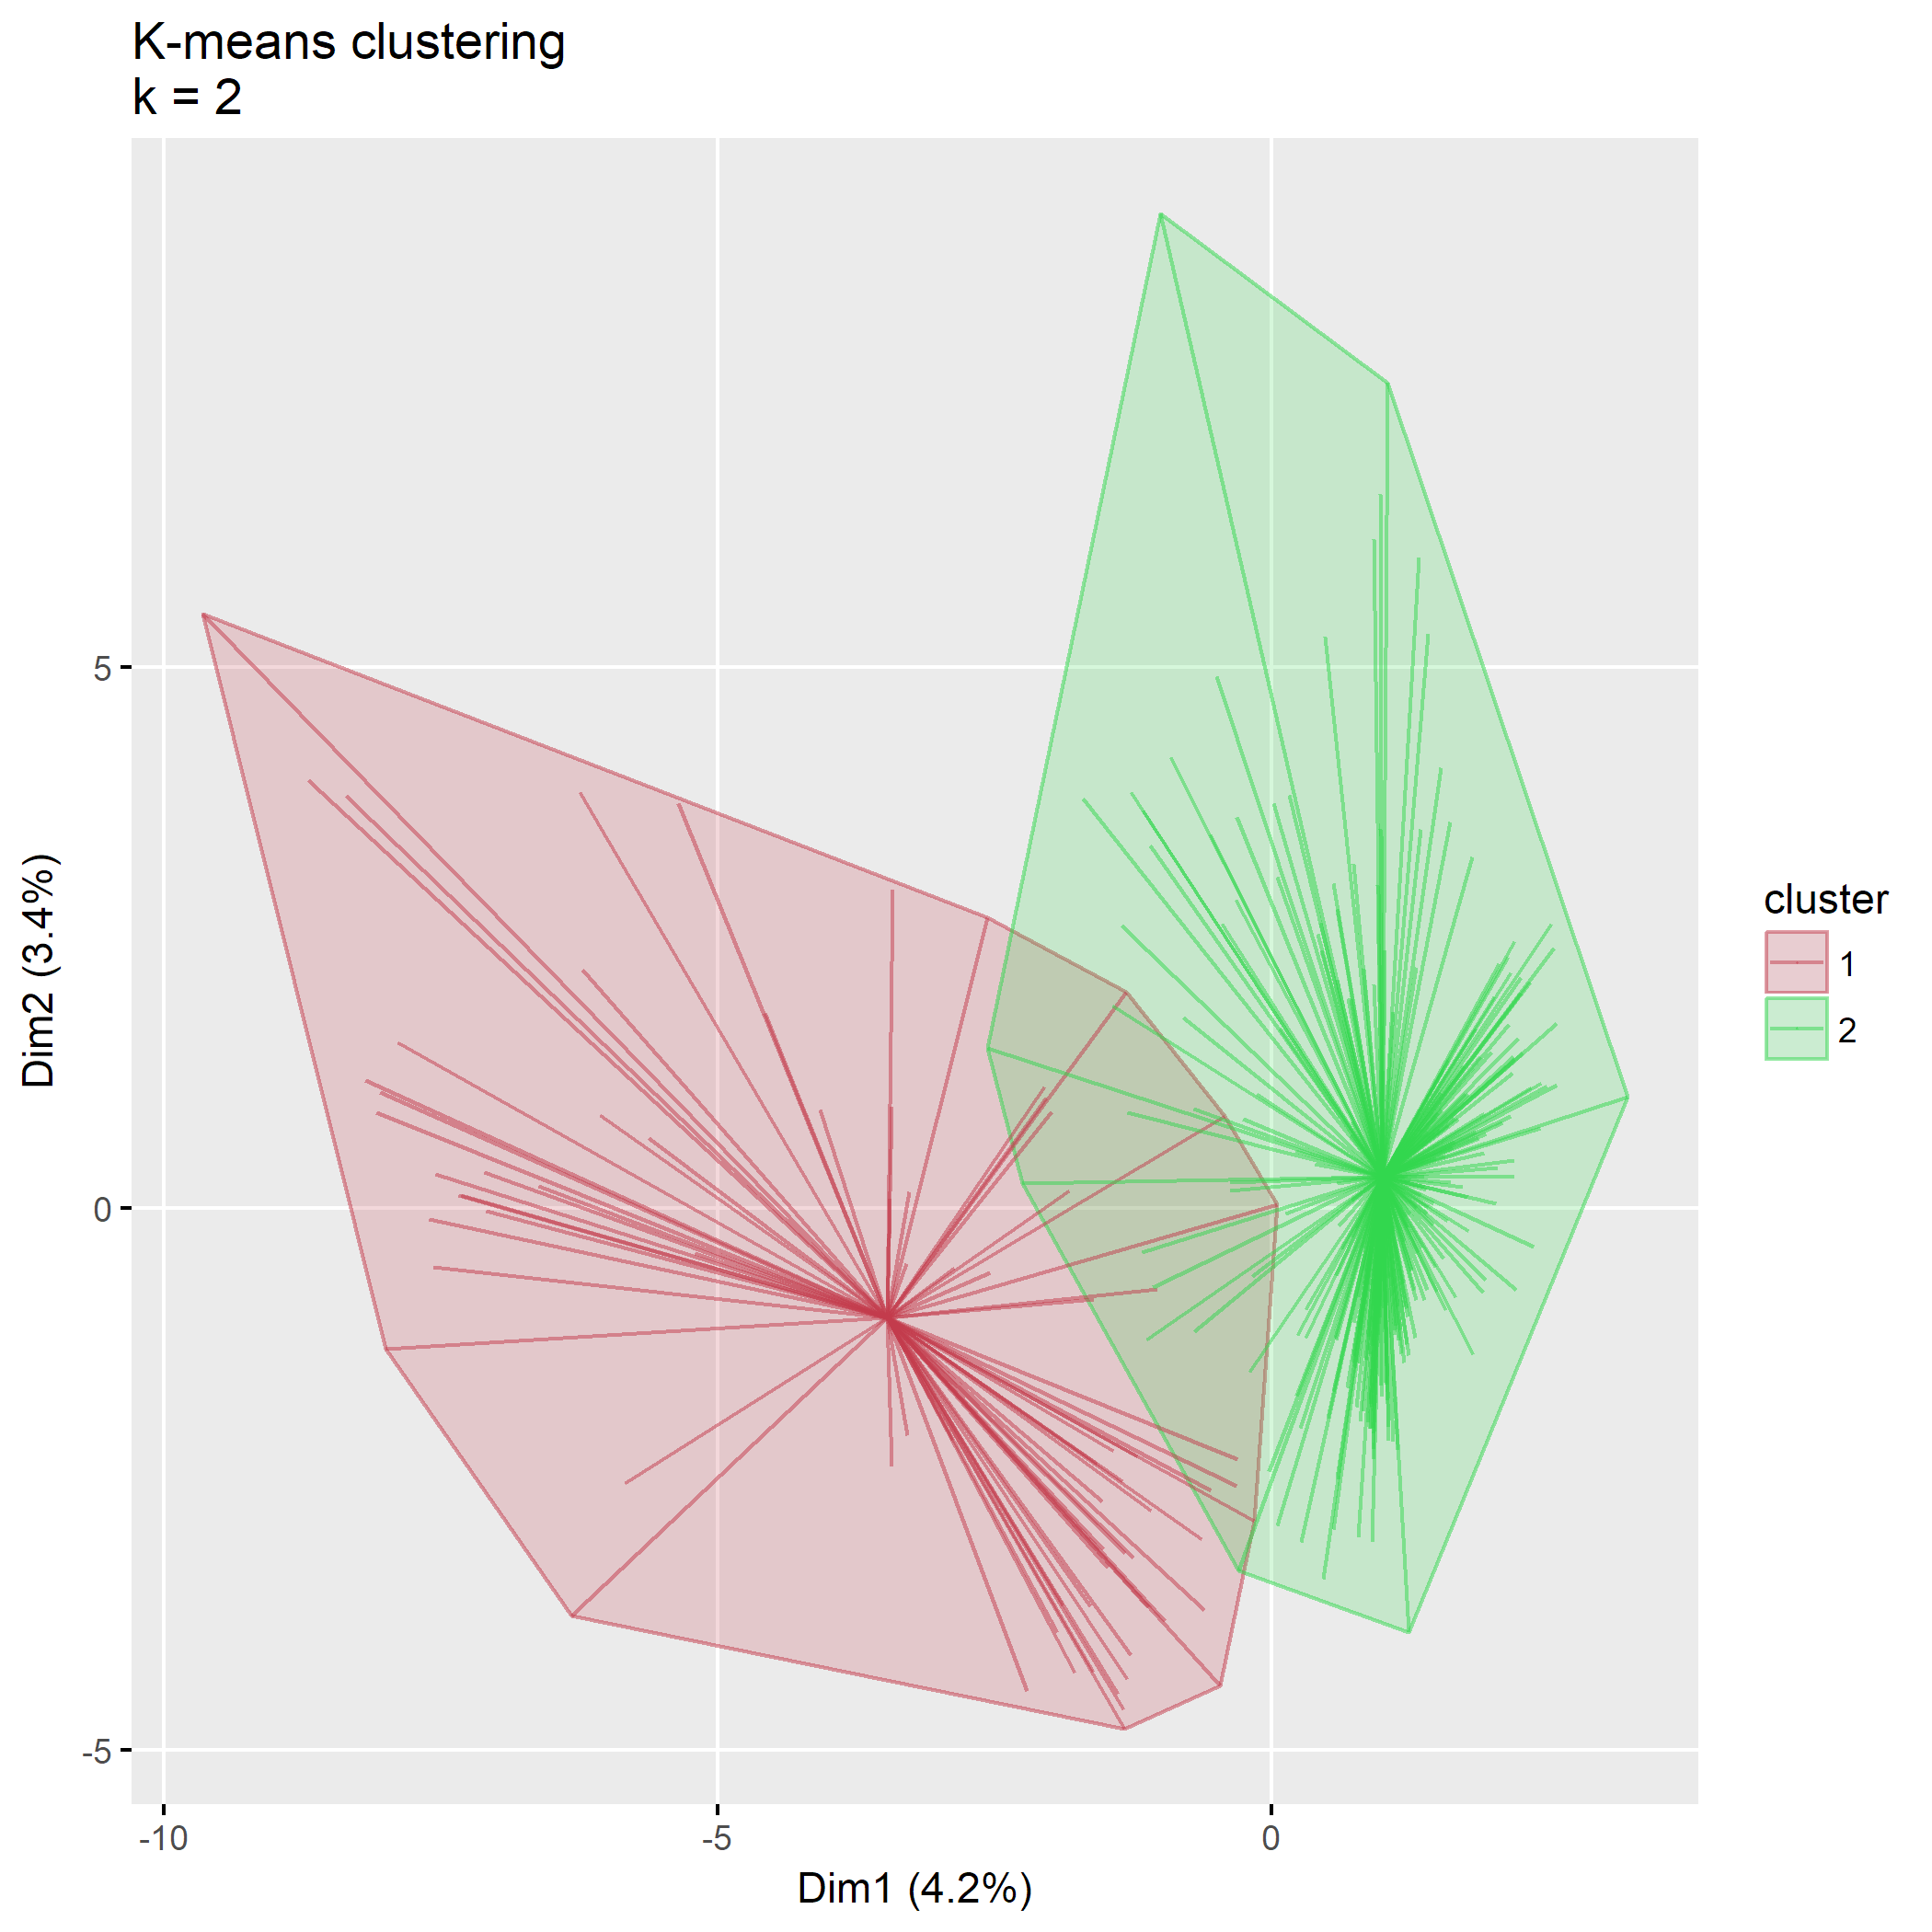 K-means clustering
k = 2
Dim2 (3.4%)
5
0
-5
-10
-5
0
Dim1 (4.2%)
cluster
1
2